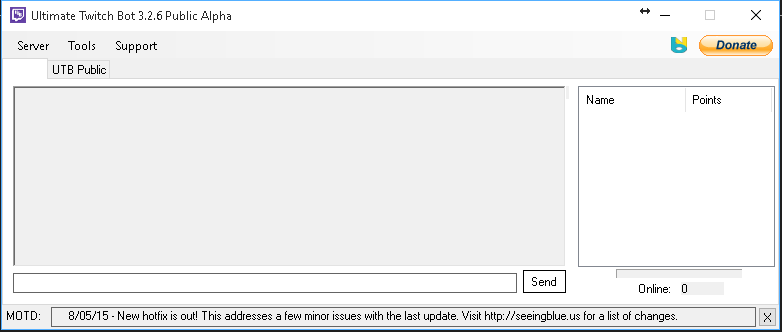 Ultimate Twitch Bot 3.2.6 Public Alpha
Server Tools Support Donate
UTB Public
Name Points
Send
Online: 0
MOTD: 8/05/15 - New hotfix is out! This addresses a few minor issues with the last update. Visit http://seeingblue.us for a list of changes. X